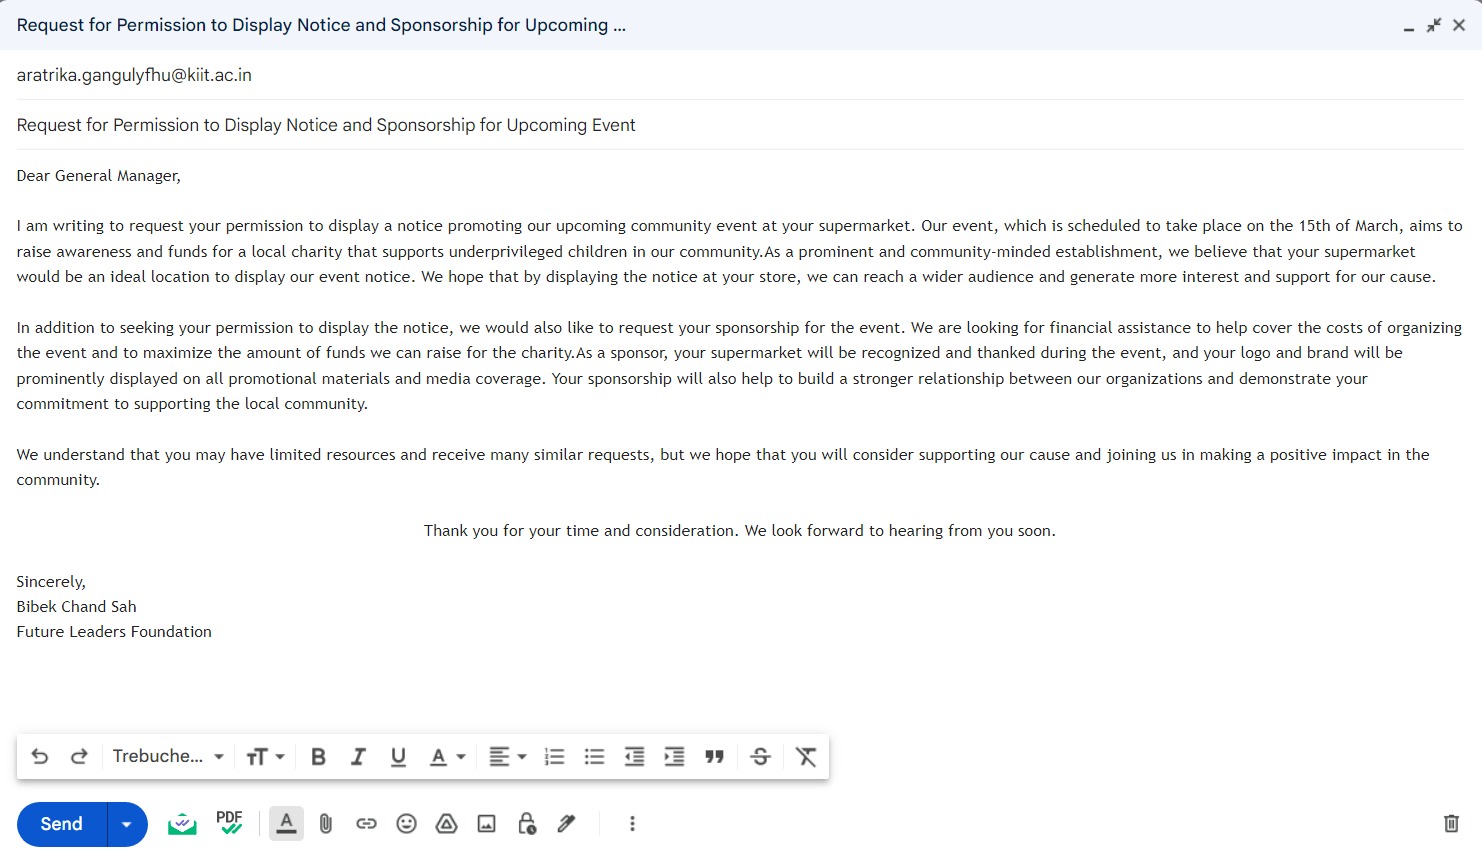 Request for Permission to Display Notice and Sponsorship for Upcoming ...
aratrika.gangulyfhu@kiit.ac.in
Request for Permission to Display Notice and Sponsorship for Upcoming Event
Dear General Manager,
I am writing to request your permission to display a notice promoting our upcoming community event at your supermarket. Our event, which is scheduled to take place on the 15th of March, aims to
raise awareness and funds for a local charity that supports underprivileged children in our community.As a prominent and community-minded establishment, we believe that your supermarket
would be an ideal location to display our event notice. We hope that by displaying the notice at your store, we can reach a wider audience and generate more interest and support for our cause.
In addition to seeking your permission to display the notice, we would also like to request your sponsorship for the event. We are looking for financial assistance to help cover the costs of organizing
the event and to maximize the amount of funds we can raise for the charity.As a sponsor, your supermarket will be recognized and thanked during the event, and your logo and brand will be
prominently displayed on all promotional materials and media coverage. Your sponsorship will also help to build a stronger relationship between our organizations and demonstrate your
commitment to supporting the local community.
We understand that you may have limited resources and receive many similar requests, but we hope that you will consider supporting our cause and joining us in making a positive impact in the
community.
Thank you for your time and consideration. We look forward to hearing from you soon.
Sincerely,
Bibek Chand Sah
Future Leaders Foundation
Trebuche...
Send
PDF